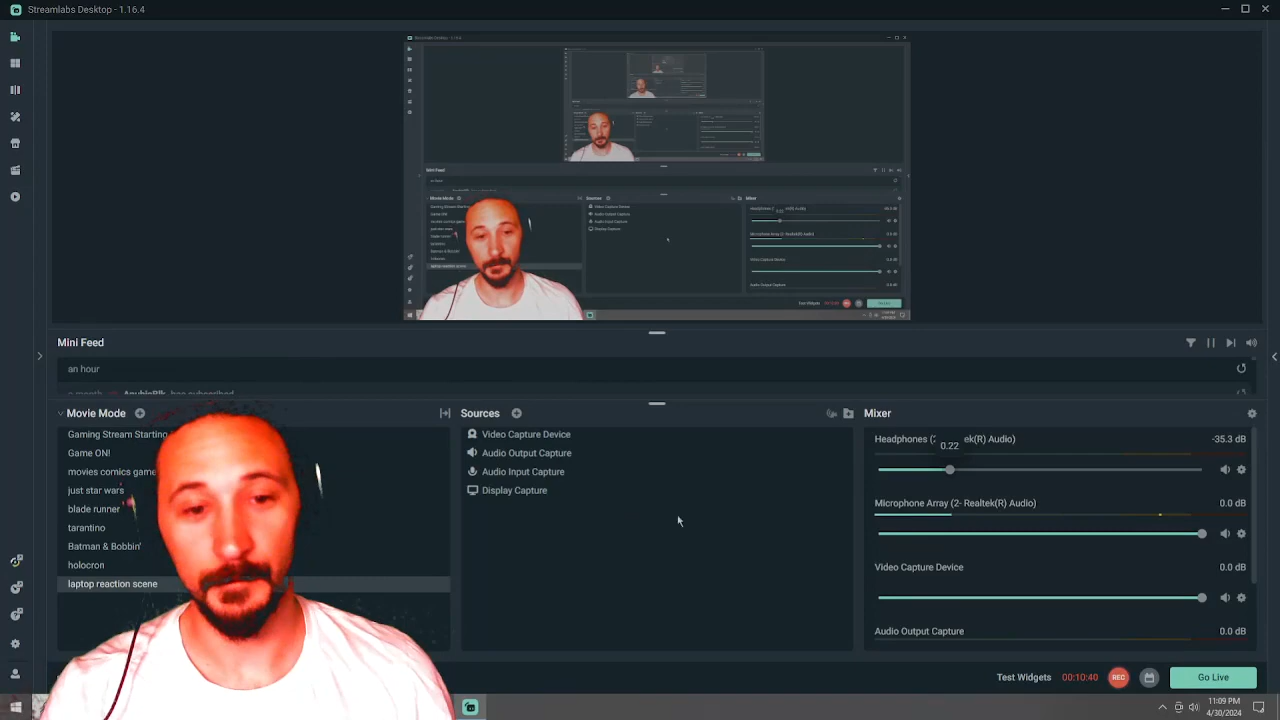 Streamlabs Desktop - 1.16.4
Mini Feed
an hour
Movie Mode
Gaming Stream Starting
Game ON!
movies comics game
just star wars
blade runner
tarantino
Batman & Bobbin'
holocron
laptop reaction scene
Sources
Video Capture Device
Audio Output Capture
Audio Input Capture
Display Capture
Mixer
Headphones (2 ek(R) Audio) -35.3 dB
0.22
Microphone Array (2- Realtek(R) Audio) 0.0 dB
Video Capture Device 0.0 dB
Audio Output Capture 0.0 dB
Test Widgets 00:10:40 REC Go Live
11:09 PM
4/30/2024